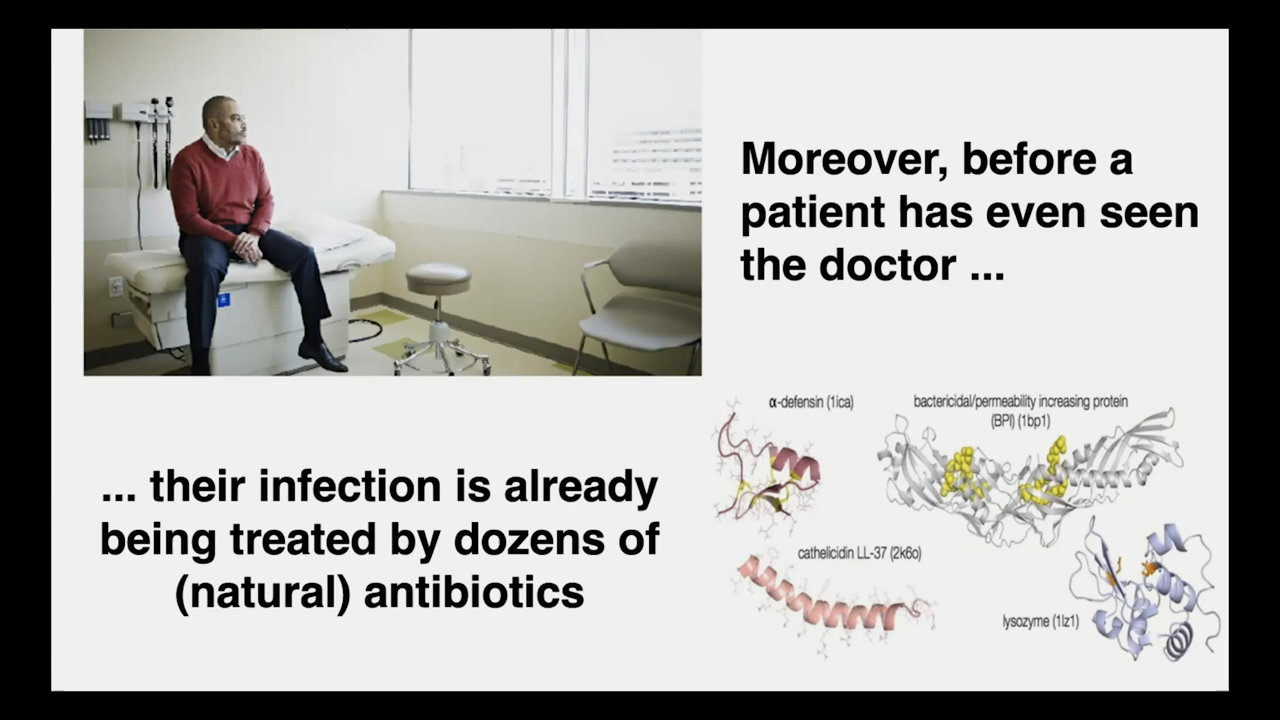 Moreover, before a
patient has even seen
the doctor ...
... their infection is already
being treated by dozens of
(natural) antibiotics
α-defensin (1ica)
bactericidal/permeability increasing protein
(BPI) (1bp1)
cathelicidin LL-37 (2k6o)
lysozyme (1lz1)